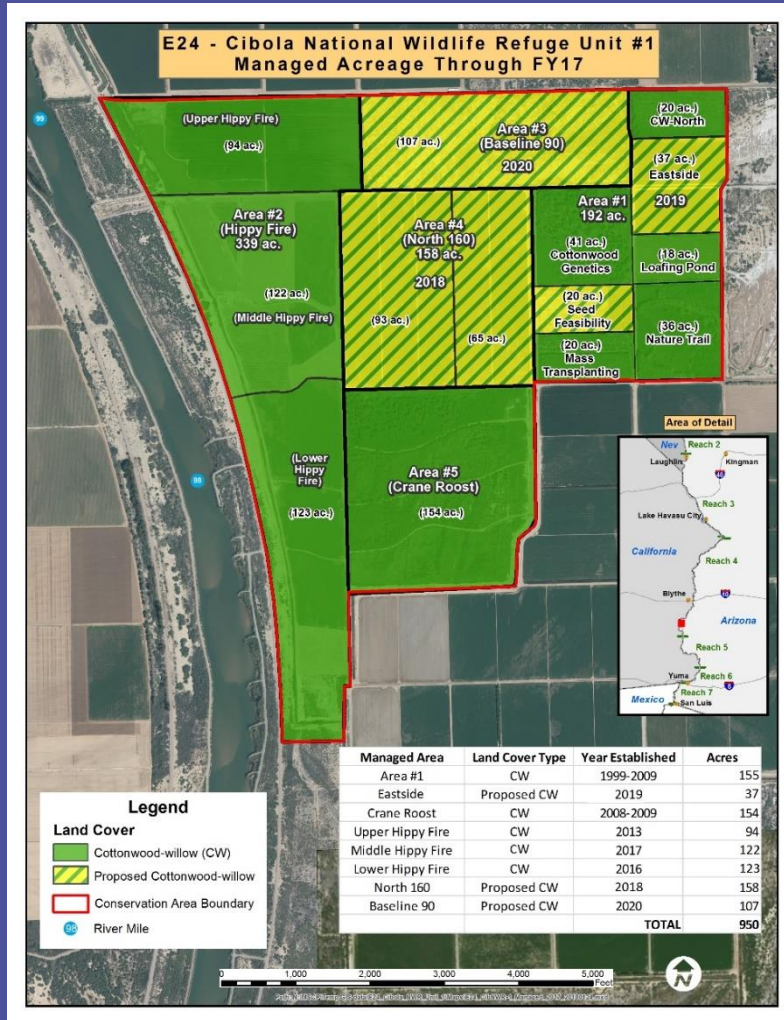 E24 - Cibola National Wildlife Refuge Unit #1
Managed Acreage Through FY17
99
(Upper Hippy Fire)
(94 ac.)
(107 ac.)
Area #3
(Baseline 90)
2020
(20 ac.)
CW-North
(37 ac.)
Eastside
2019
Area #2
(Hippy Fire)
339 ac.
(122 ac.)
(Middle Hippy Fire)
Area #4
(North 160)
158 ac.
2018
(93 ac.)
(65 ac.)
Area #1
192 ac.
(41 ac.)
Cottonwood
Genetics
(18 ac.)
Loafing Pond
(20 ac.)
Seed
Feasibility
(20 ac.)
Mass
Transplanting
(36 ac.)
Nature Trail
98
(Lower
Hippy
Fire)
(123 ac.)
Area #5
(Crane Roost)
(154 ac.)
Area of Detail
Nev
Reach 2
Laughlin
Kingman
40
Reach 3
Lake Havasu City
California
Reach 4
Blythe
10
Arizona
Reach 5
Reach 6
Yuma
8
Reach 7
Mexico
San Luis
Managed Area Land Cover Type Year Established Acres
Area #1 CW 1999-2009 155
Eastside Proposed CW 2019 37
Crane Roost CW 2008-2009 154
Upper Hippy Fire CW 2013 94
Middle Hippy Fire CW 2017 122
Lower Hippy Fire CW 2016 123
North 160 Proposed CW 2018 158
Baseline 90 Proposed CW 2020 107
TOTAL 950
Legend
Land Cover
Cottonwood-willow (CW)
Proposed Cottonwood-willow
Conservation Area Boundary
98 River Mile
0 1,000 2,000 3,000 4,000 5,000
Feet
N